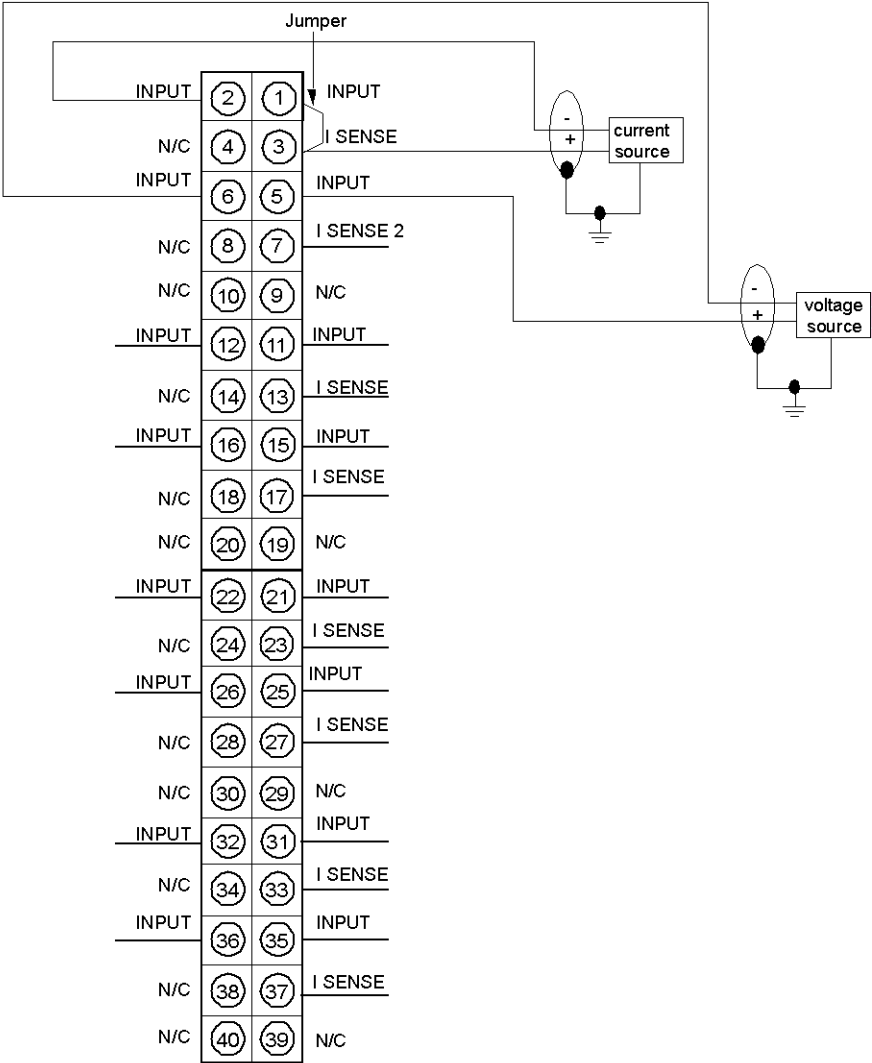 Jumper
INPUT 2 1 INPUT
-
+
current
source
N/C 4 3 I SENSE
INPUT 6 5 INPUT
N/C 8 7 I SENSE 2
N/C 10 9 N/C
-
+
voltage
source
INPUT 12 11 INPUT
N/C 14 13 I SENSE
INPUT 16 15 INPUT
N/C 18 17 I SENSE
N/C 20 19 N/C
INPUT 22 21 INPUT
N/C 24 23 I SENSE
INPUT 26 25 INPUT
N/C 28 27 I SENSE
N/C 30 29 N/C
INPUT 32 31 INPUT
N/C 34 33 I SENSE
INPUT 36 35 INPUT
N/C 38 37 I SENSE
N/C 40 39 N/C